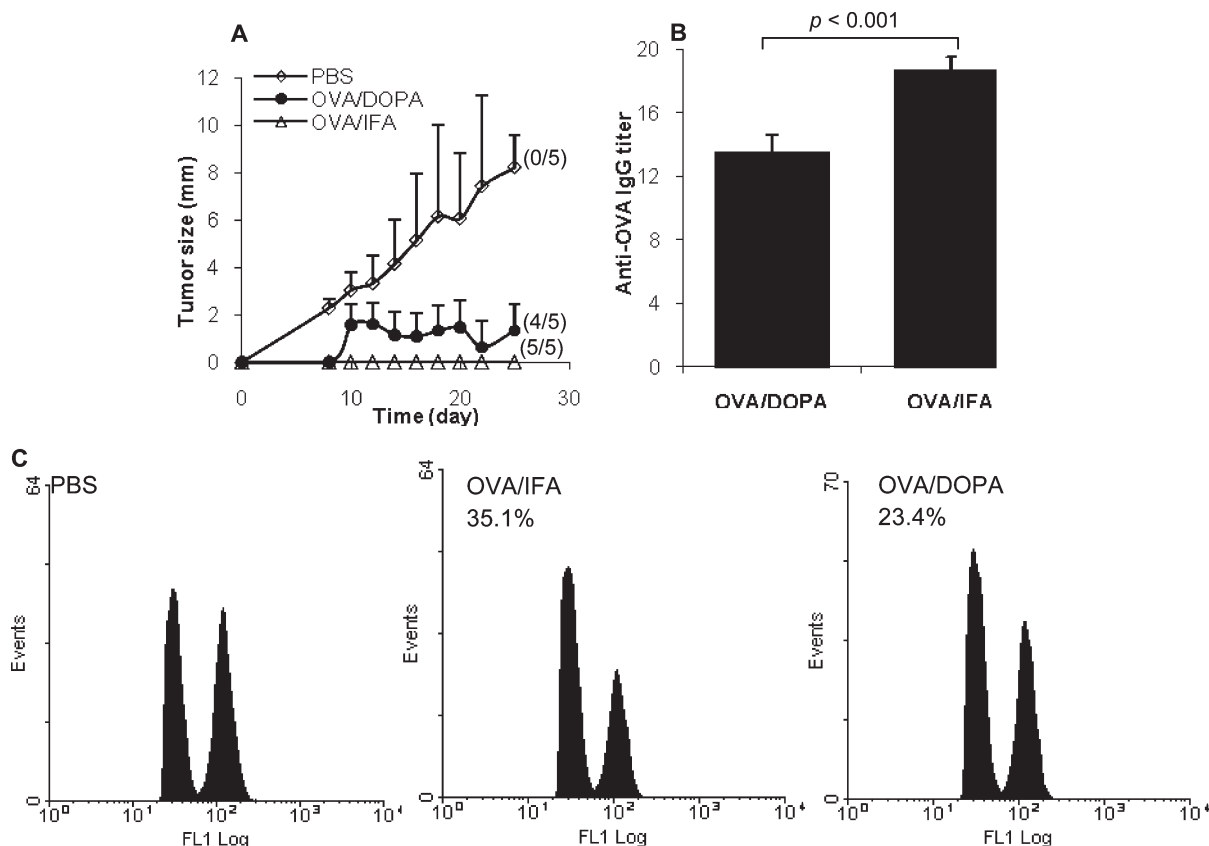 A
PBS
OVA/DOPA
OVA/IFA
12
10
8
6
4
2
0
Tumor size (mm)
(0/5)
(4/5)
(5/5)
0
10
20
30
Time (day)
B
p < 0.001
20
16
12
8
4
0
Anti-OVA IgG titer
OVA/DOPA
OVA/IFA
C
PBS
64
Events
0
10^0
10^1
10^2
10^3
10^4
FL1 Log
OVA/IFA
35.1%
64
Events
0
10^0
10^1
10^2
10^3
10^4
FL1 Log
OVA/DOPA
23.4%
70
Events
0
10^0
10^1
10^2
10^3
10^4
FL1 Log